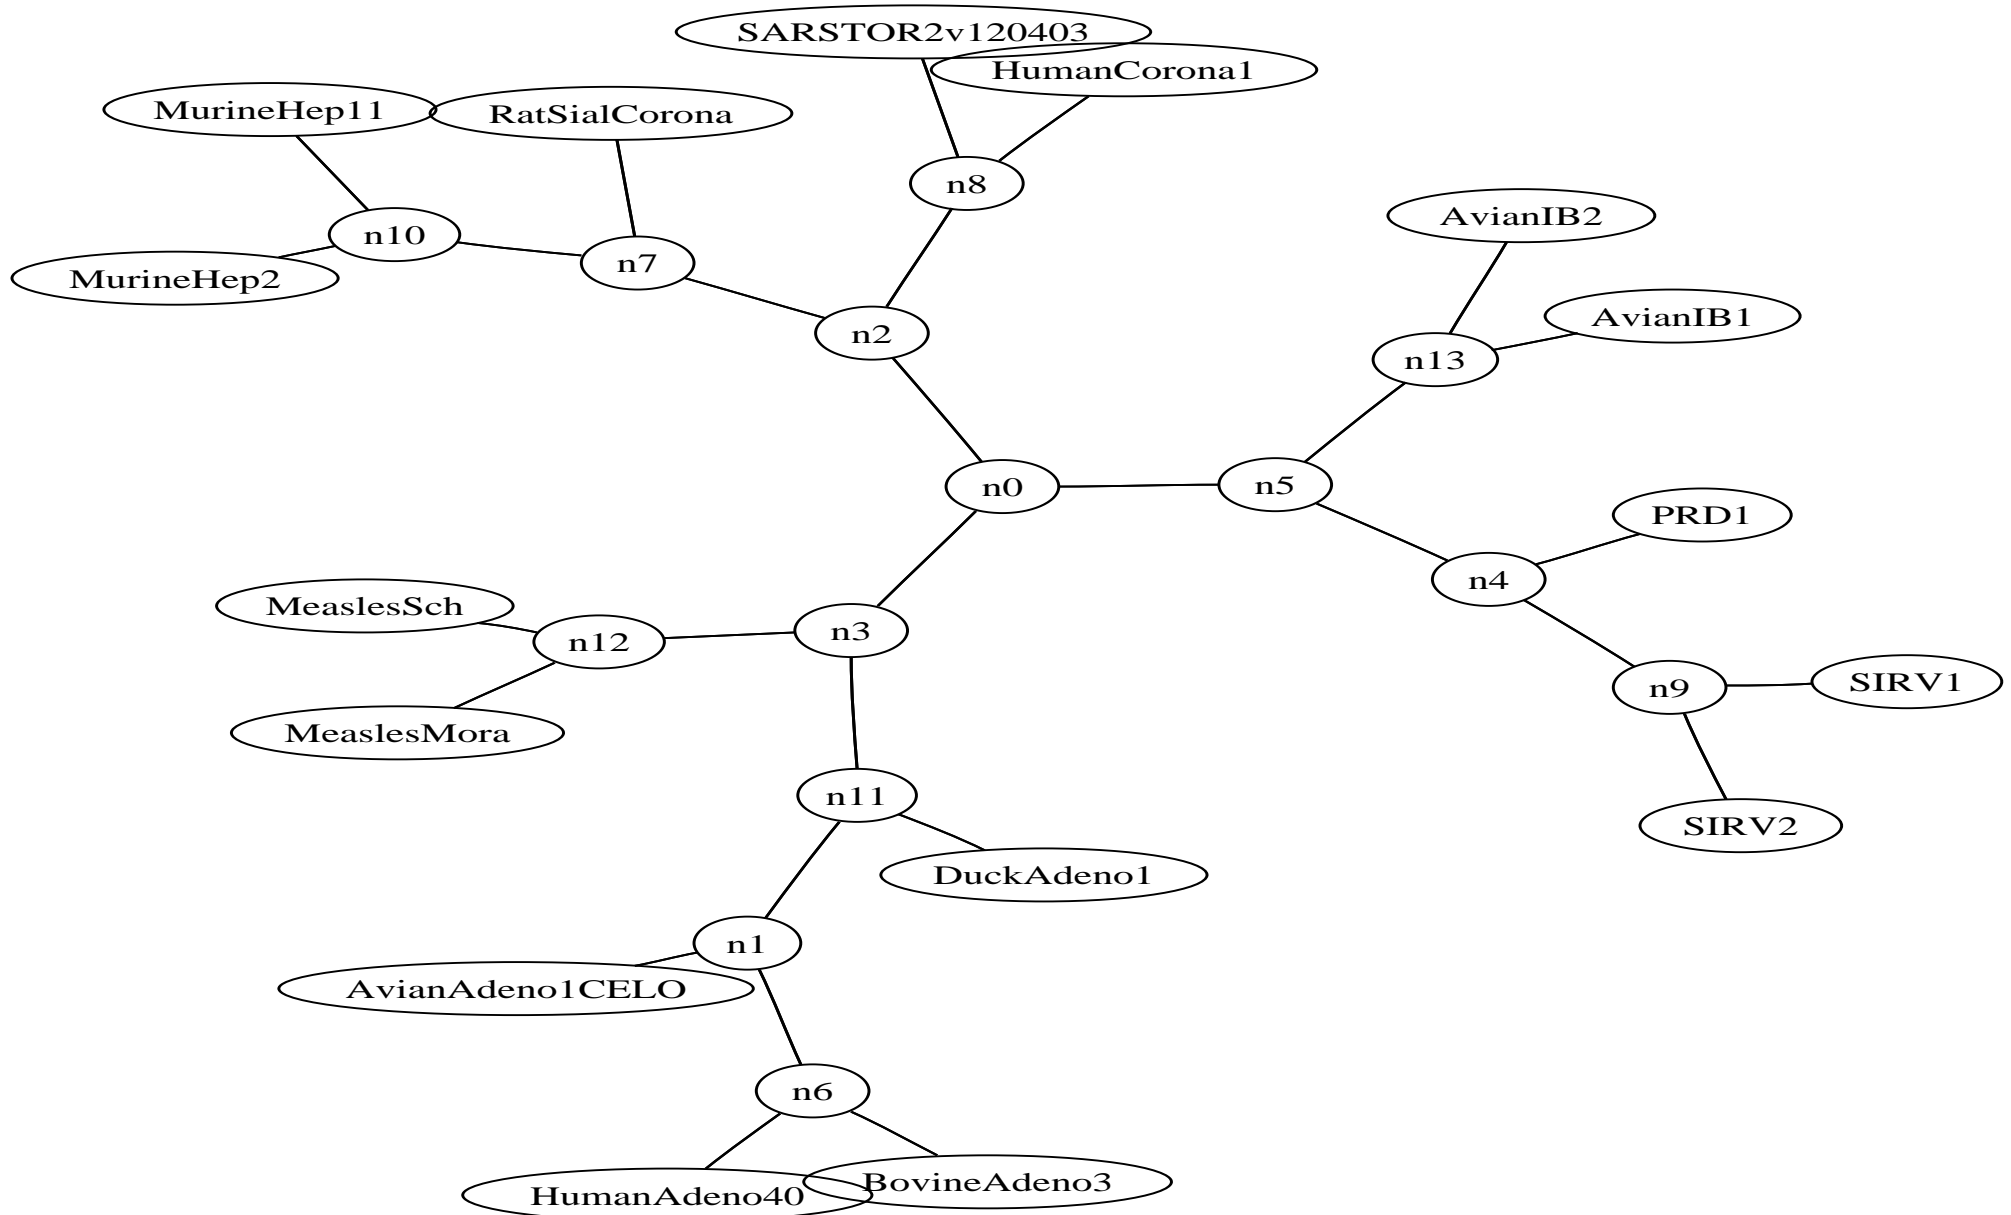 SARSTOR2v120403
HumanCorona1
MurineHep11
RatSialCorona
n8
AvianIB2
n10
n7
MurineHep2
AvianIB1
n2
n13
n0
n5
PRD1
n4
MeaslesSch
n12
n3
n9
SIRV1
MeaslesMora
n11
SIRV2
DuckAdeno1
n1
AvianAdeno1CELO
n6
HumanAdeno40
BovineAdeno3